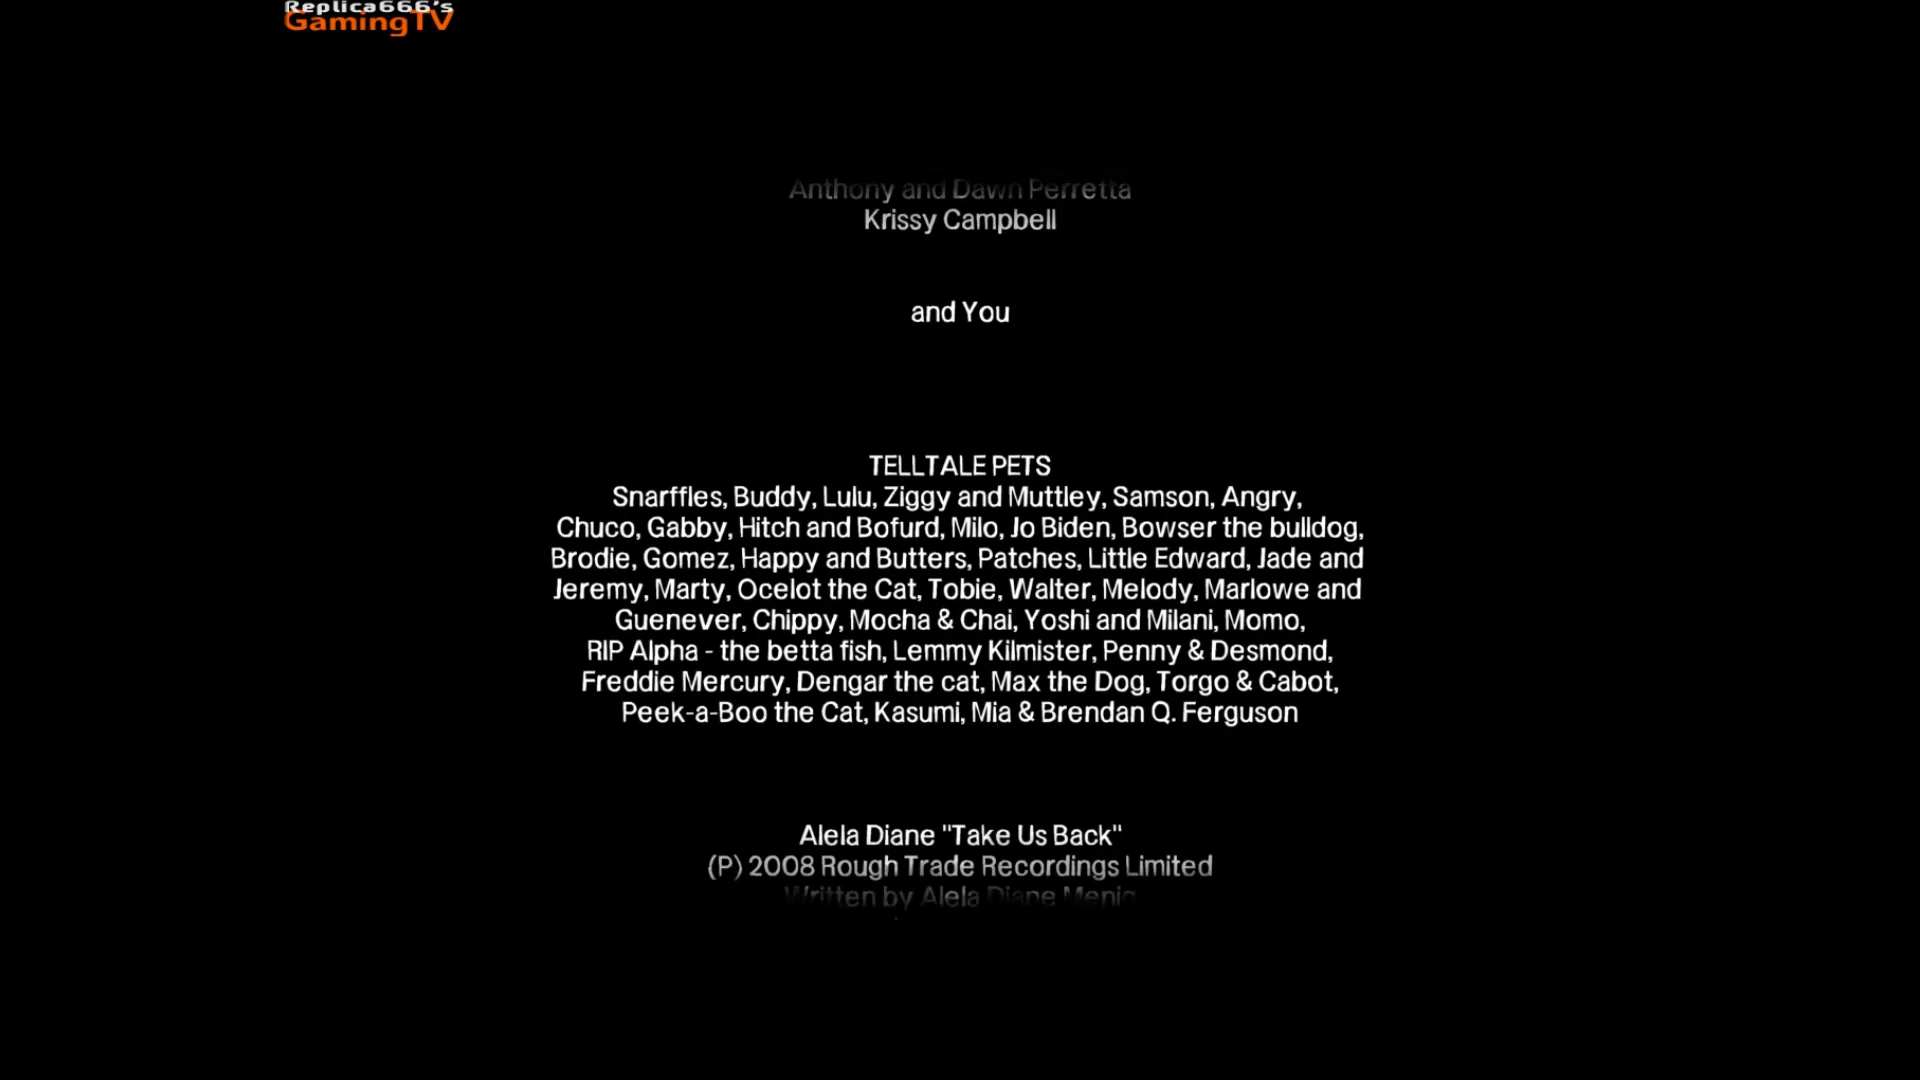 Replica666's
GamingTV
Anthony and Dawn Perretta
Krissy Campbell
and You
TELLTALE PETS
Snarffles, Buddy, Lulu, Ziggy and Muttley, Samson, Angry,
Chuco, Gabby, Hitch and Bofurd, Milo, Jo Biden, Bowser the bulldog,
Brodie, Gomez, Happy and Butters, Patches, Little Edward, Jade and
Jeremy, Marty, Ocelot the Cat, Tobie, Walter, Melody, Marlowe and
Guenever, Chippy, Mocha & Chai, Yoshi and Milani, Momo,
RIP Alpha - the betta fish, Lemmy Kilmister, Penny & Desmond,
Freddie Mercury, Dengar the cat, Max the Dog, Torgo & Cabot,
Peek-a-Boo the Cat, Kasumi, Mia & Brendan Q. Ferguson
Alela Diane "Take Us Back"
(P) 2008 Rough Trade Recordings Limited
Written by Alela Diane Menig